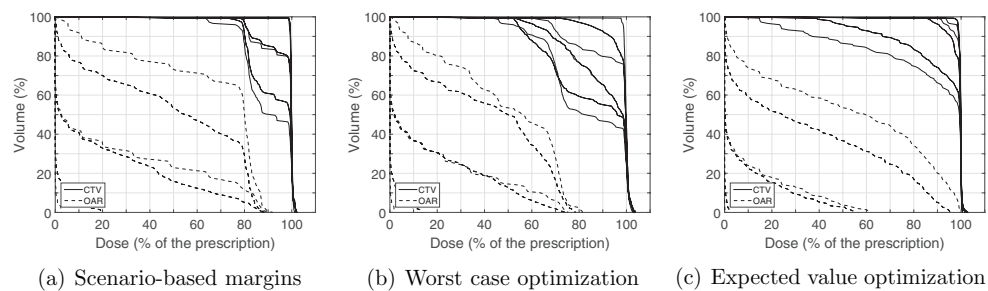 100
80
60
40
20
0
Volume (%)
0 20 40 60 80 100
Dose (% of the prescription)
CTV
OAR
(a) Scenario-based margins
100
80
60
40
20
0
Volume (%)
0 20 40 60 80 100
Dose (% of the prescription)
CTV
OAR
(b) Worst case optimization
100
80
60
40
20
0
Volume (%)
0 20 40 60 80 100
Dose (% of the prescription)
CTV
OAR
(c) Expected value optimization